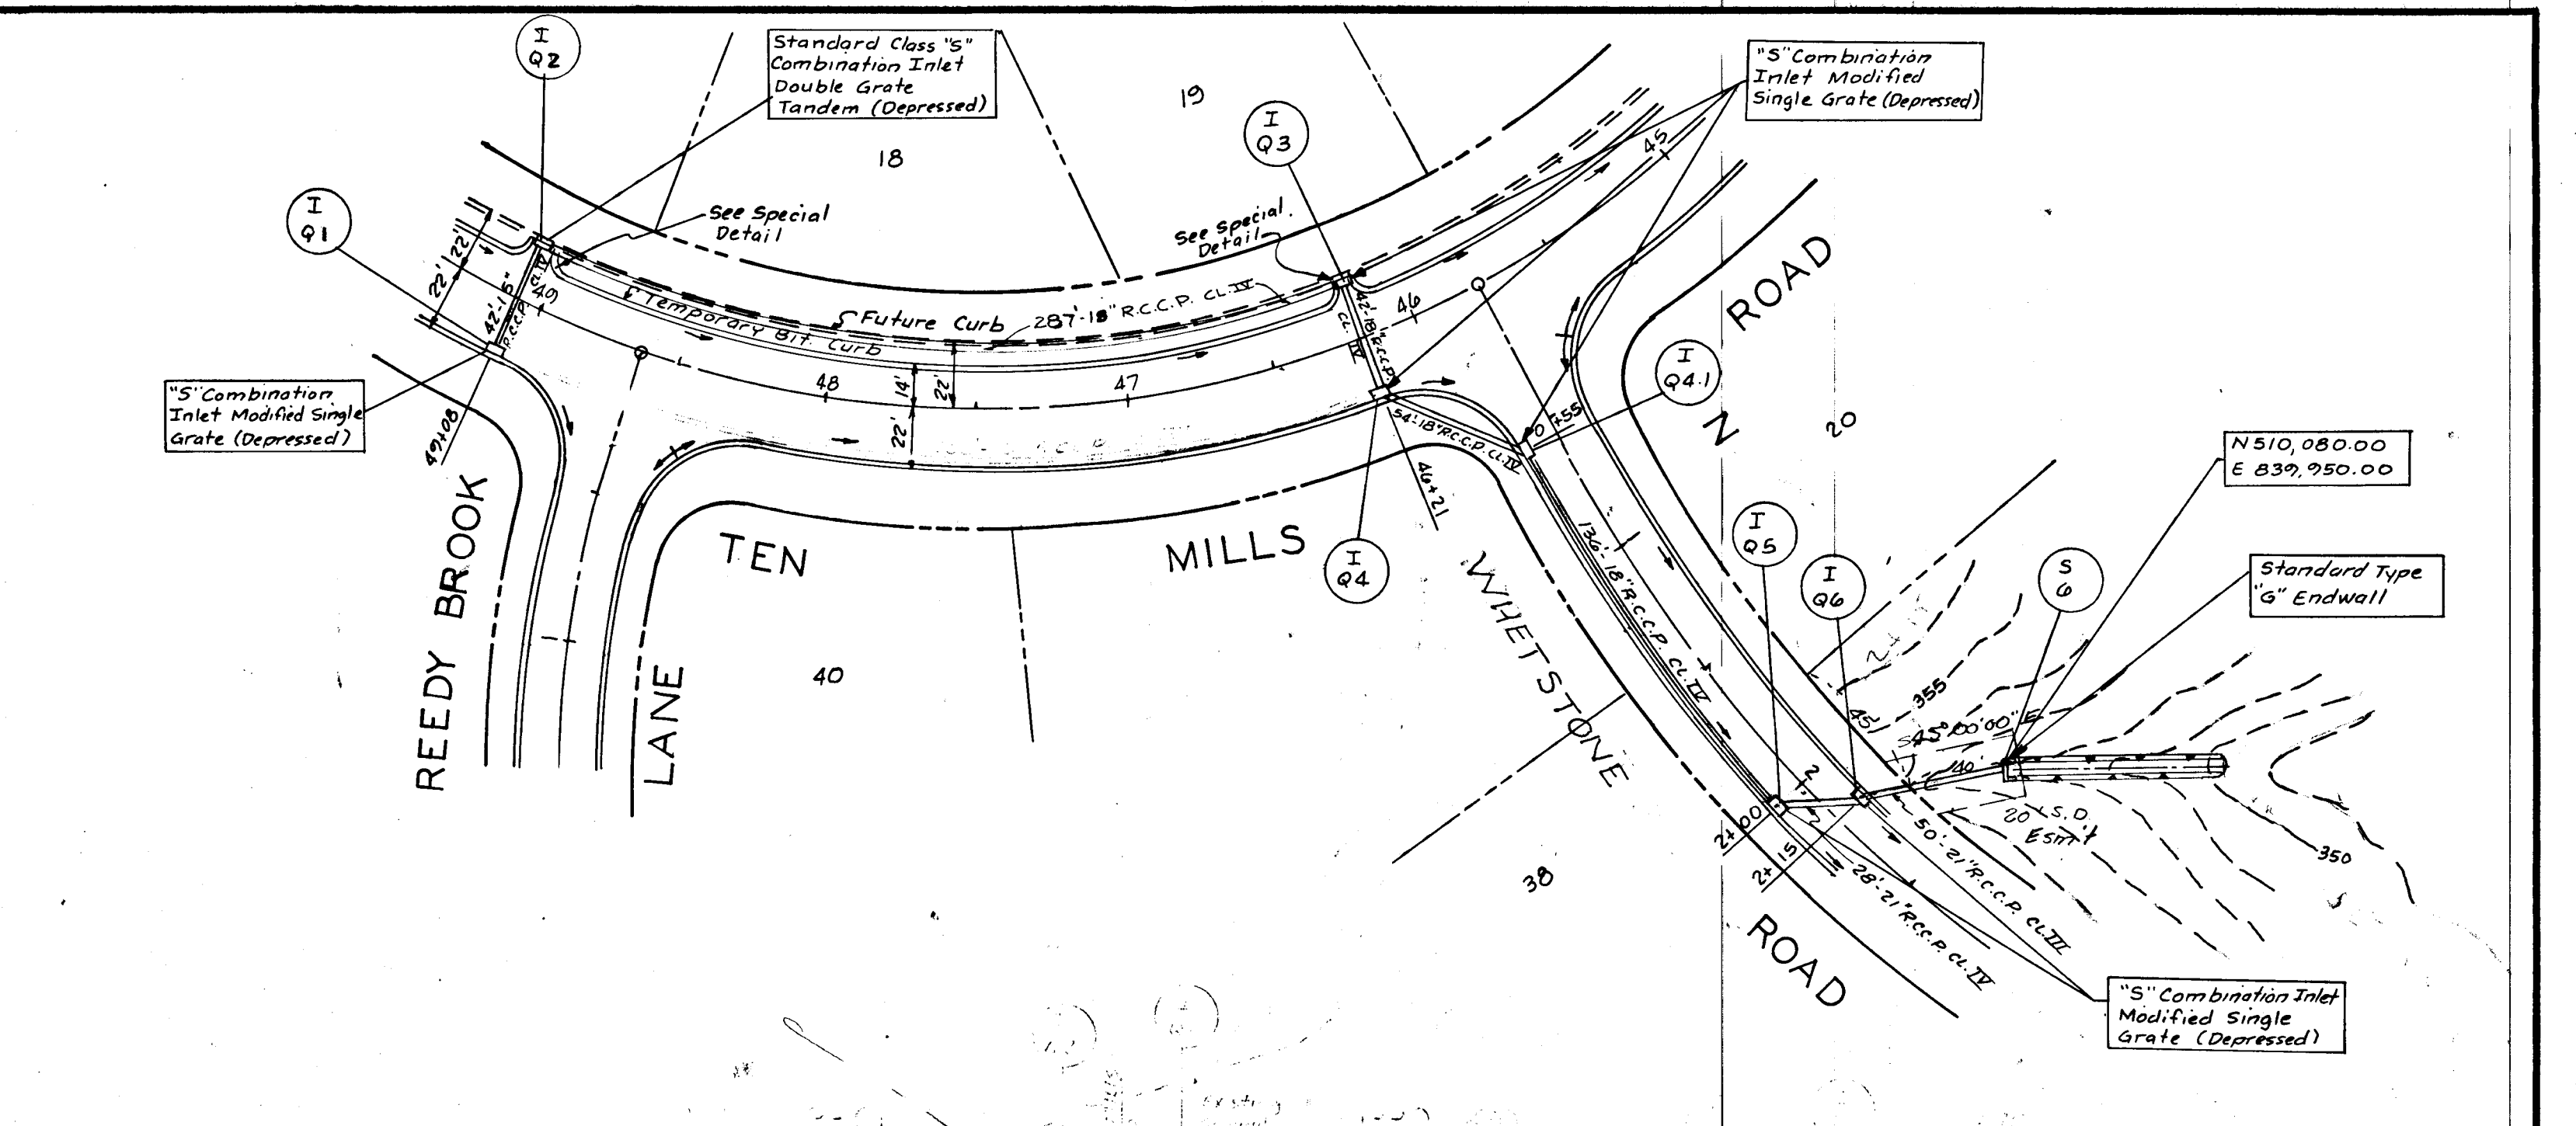 I
Q2
Standard Class "S"
Combination Inlet
Double Grate
Tandem (Depressed)
19
I
Q3
"S" Combination
Inlet Modified
Single Grate (Depressed)
18
45
I
Q1
See Special
Detail
See Special
Detail
22'
22'
49
42'-15"
R.C.C.P.
CL.IV
Temporary Bit. Curb
Future Curb
287'-18" R.C.C.P. CL.IV
42'-18" R.C.C.P.
CL. IV
46
ROAD
I
Q4.1
48
14'
22'
47
22'
"S" Combination
Inlet Modified Single
Grate (Depressed)
49+08
54'-18" R.C.C.P. CL.IV
0+55
N
20
46+21
N 510,080.00
E 839,950.00
REEDY BROOK
LANE
TEN
MILLS
I
Q4
WHETSTONE
ROAD
136'-18" R.C.C.P. CL.IV
I
Q5
I
Q6
S
6
Standard Type
"G" Endwall
40
355
45'
S45°00'00"E
40'
2
20' S.D.
Esm't
350
2+00
2+15
50'-21" R.C.C.P. CL.III
28'-21" R.C.C.P. CL.IV
38
"S" Combination Inlet
Modified Single
Grate (Depressed)